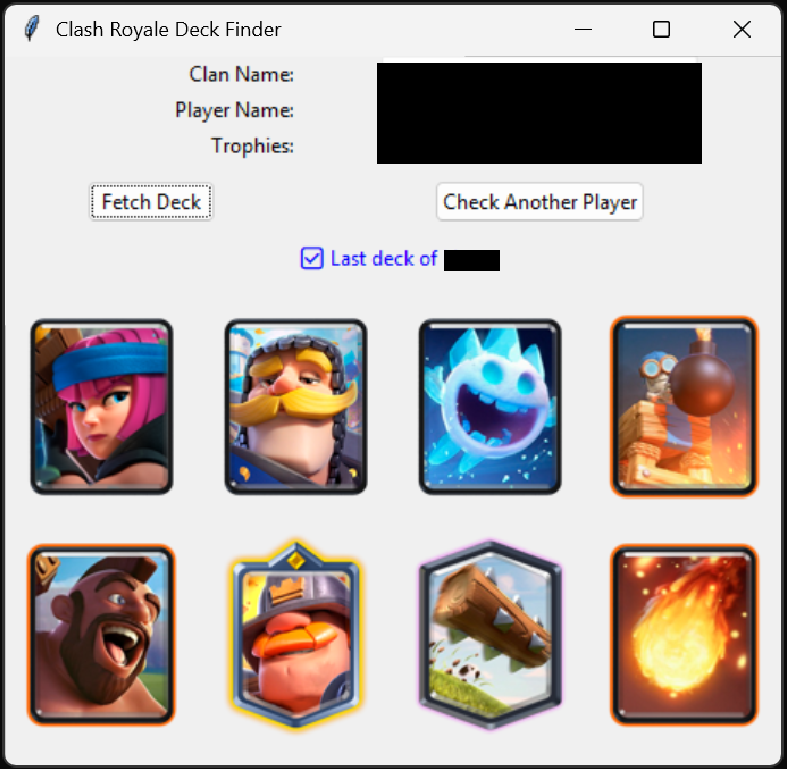 Clash Royale Deck Finder
Clan Name:
Player Name:
Trophies:
Fetch Deck
Check Another Player
Last deck of